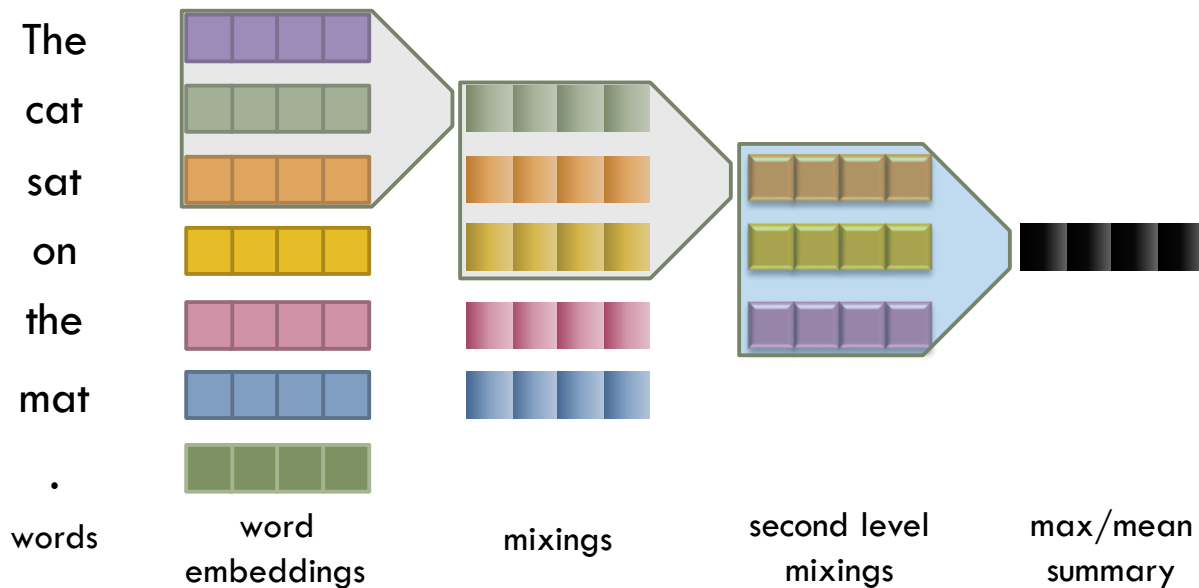 The
cat
sat
on
the
mat
.
words
word
embeddings
mixings
second level
mixings
max/mean
summary